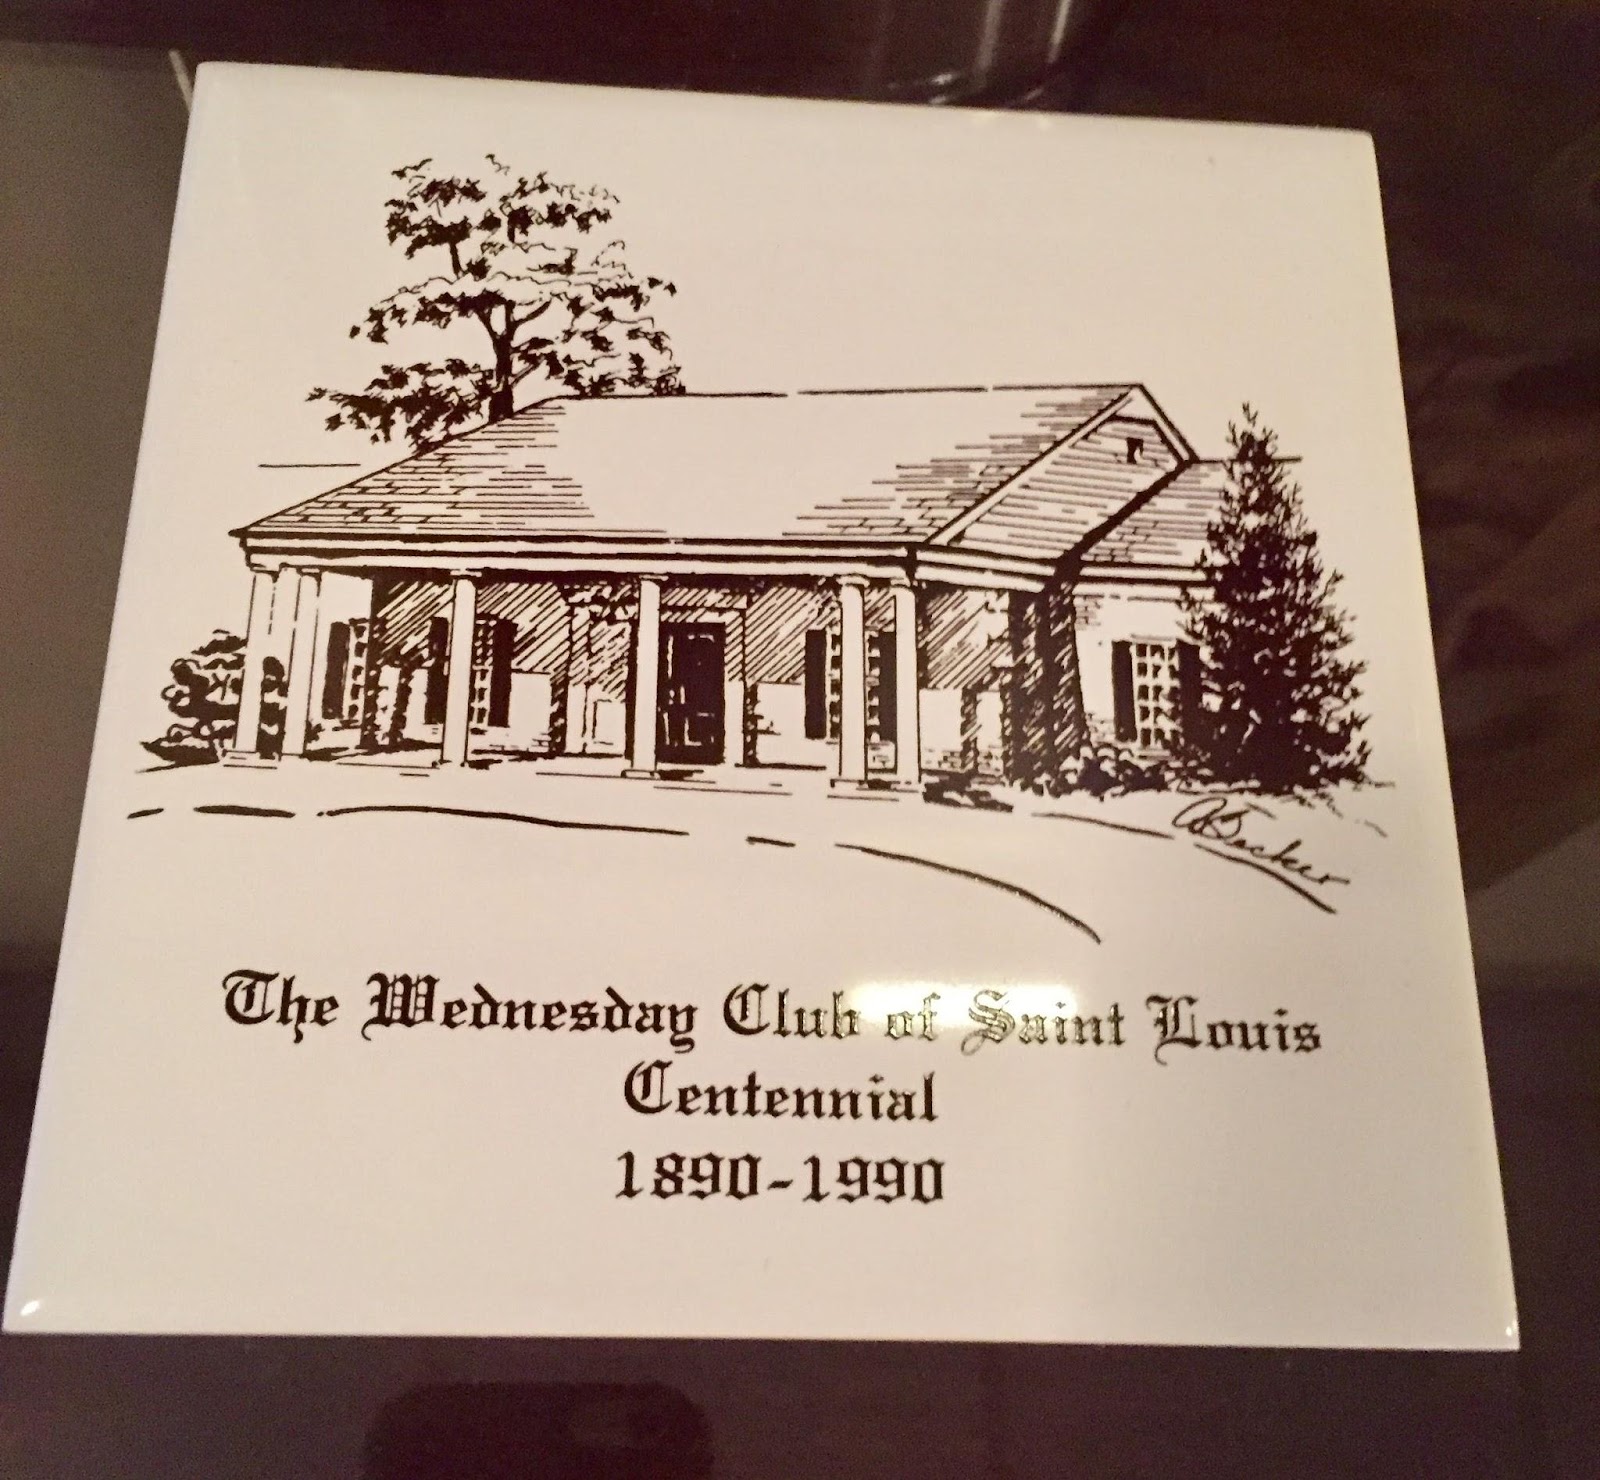 The Wednesday Club of Saint Louis
Centennial
1890-1990